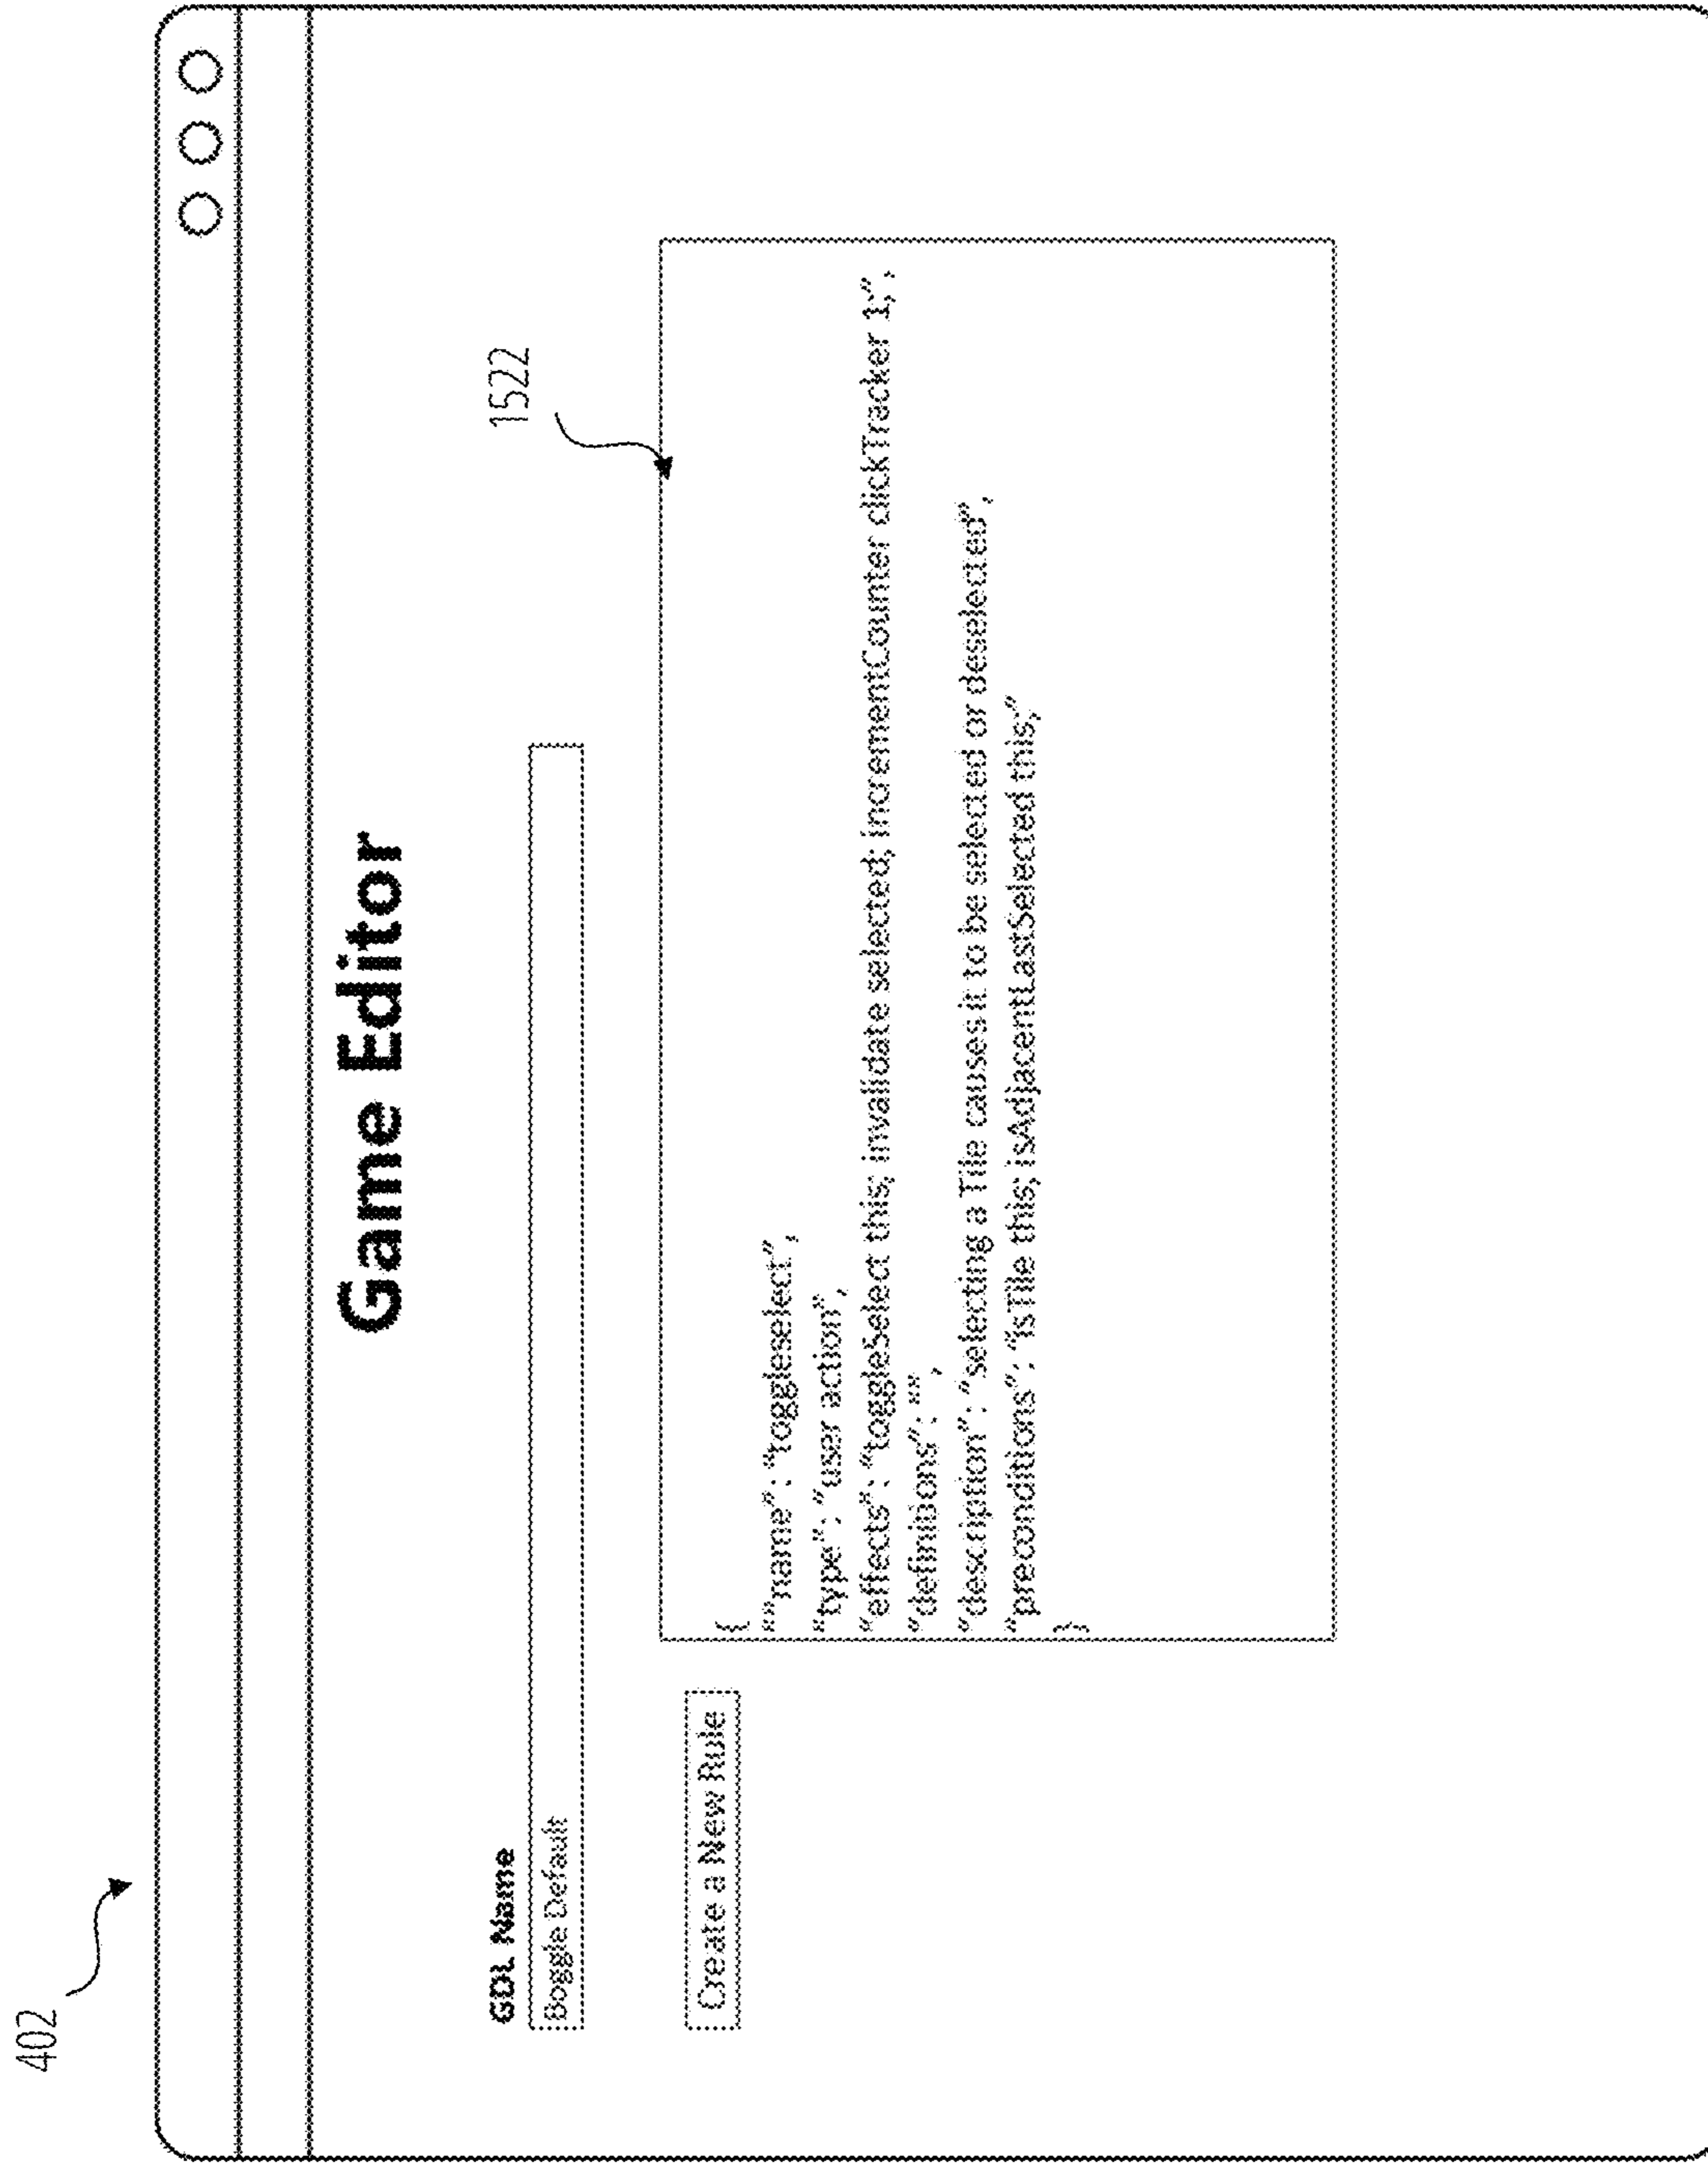 402
Game Editor
GDL Name
Boggle Default
1522
Create a New Rule
{
""name": "toggleselect",
"type": "user action",
"effects": "toggleSelect this; invalidate selected; incrementCounter clickTracker 1;",
"definitions": "",
"description": "selecting a Tile causes it to be selected or deselected",
"preconditions": "isTile this; isAdjacentLastSelected this;"
}